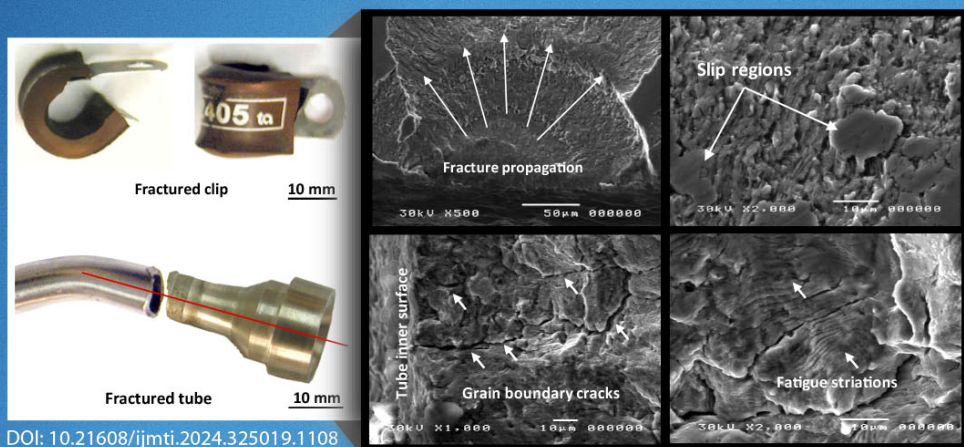 405 ta
Fractured clip
10 mm
Fractured tube
10 mm
DOI: 10.21608/ijmti.2024.325019.1108
Fracture propagation
30kV X500 50µm 000000
Slip regions
30kV X2,000 10µm 000000
Tube inner surface
Grain boundary cracks
30kV X1,000 10µm 000000
Fatigue striations
30kV X2,000 10µm 000000